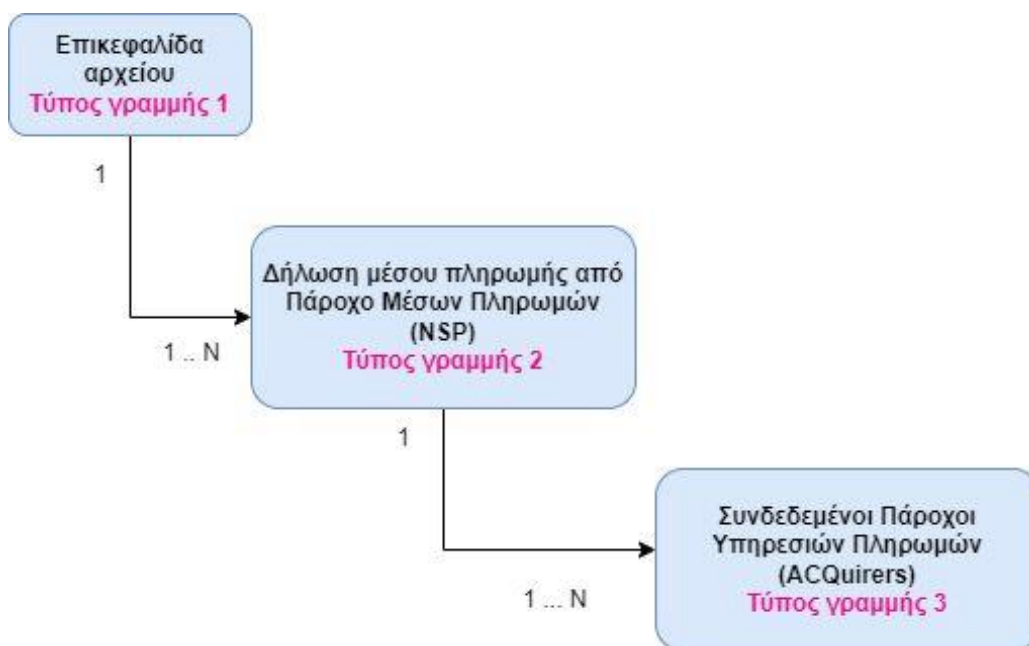 Επικεφαλίδα
αρχείου
Τύπος γραμμής 1
1
Δήλωση μέσου πληρωμής από
Πάροχο Μέσων Πληρωμών
(NSP)
Τύπος γραμμής 2
1 .. N
1
Συνδεδεμένοι Πάροχοι
Υπηρεσιών Πληρωμών
(ACQuirers)
Τύπος γραμμής 3
1 ... N